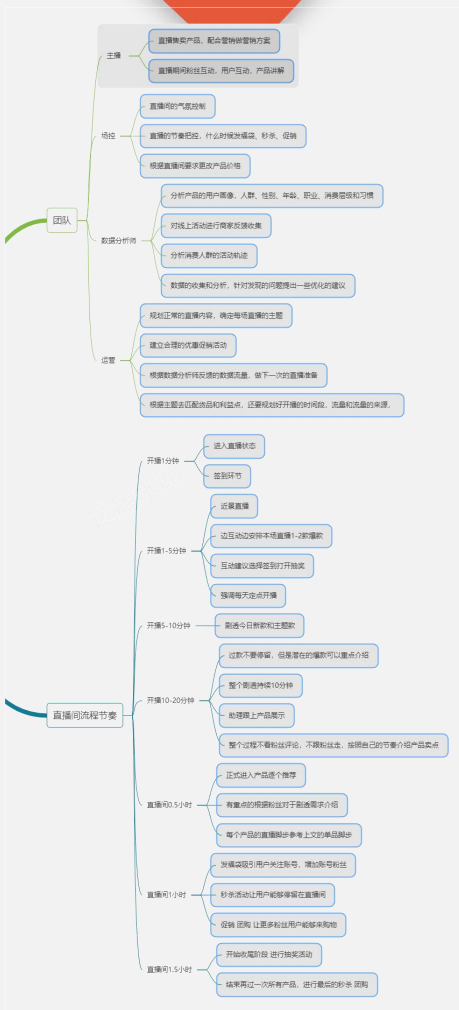 团队
主播
直播售卖产品，配合营销做营销方案
直播期间粉丝互动，用户互动，产品讲解
场控
直播间的气氛控制
直播的节奏把控，什么时候发福袋、秒杀、促销
根据直播间要求更改产品价格
数据分析师
分析产品的用户画像，人群、性别、年龄、职业、消费层级和习惯
对线上活动进行商家反馈收集
分析消费人群的活动轨迹
数据的收集和分析，针对发现的问题提出一些优化的建议
运营
规划正常的直播内容，确定每场直播的主题
建立合理的优惠促销活动
根据数据分析师反馈的数据流量，做下一次的直播准备
根据主题去匹配货品和利益点，还要规划好开播的时间段，流量和流量的来源，
直播间流程节奏
开播1分钟
进入直播状态
签到环节
开播1-5分钟
近景直播
边互动边安排本场直播1-2款爆款
互动建议选择签到打开抽奖
强调每天定点开播
开播5-10分钟
剧透今日新款和主题款
开播10-20分钟
过款不要停留，但是潜在的爆款可以重点介绍
整个剧透持续10分钟
助理跟上产品展示
整个过程不看粉丝评论，不跟粉丝走，按照自己的节奏介绍产品卖点
直播间0.5小时
正式进入产品逐个推荐
有重点的根据粉丝对于剧透需求介绍
每个产品的直播脚步参考上文的单品脚步
直播间1小时
发福袋吸引用户关注账号，增加账号粉丝
秒杀活动让用户能够停留在直播间
促销 团购 让更多粉丝用户能够来购物
直播间1.5小时
开始收尾阶段 进行抽奖活动
结束再过一次所有产品，进行最后的秒杀 团购